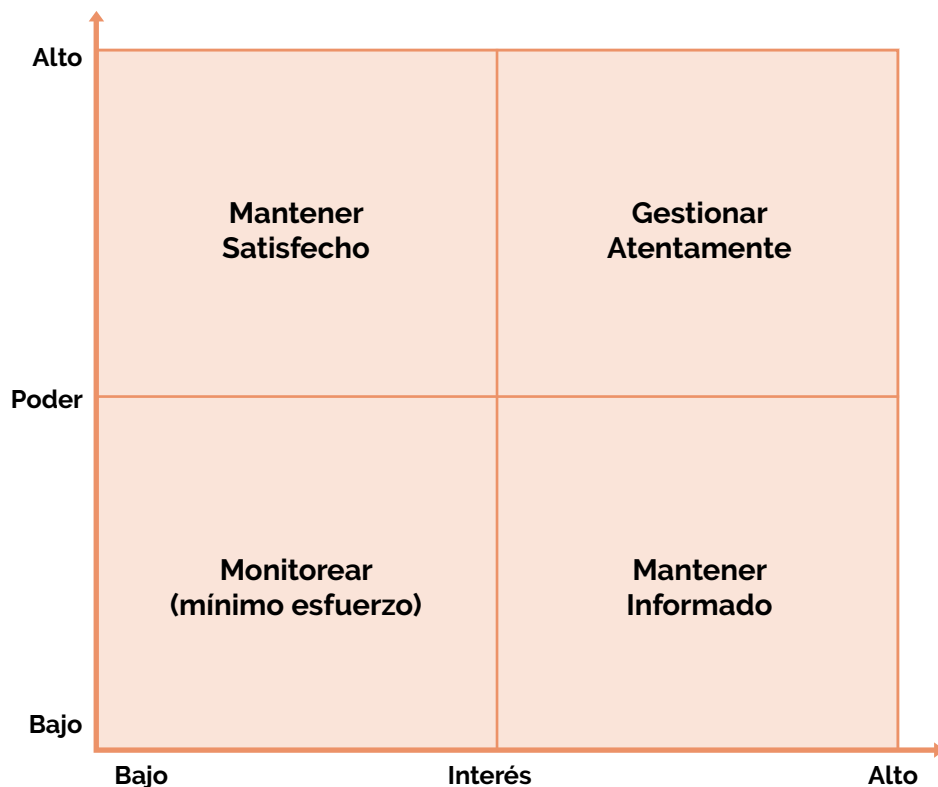 Alto
Mantener
Satisfecho
Gestionar
Atentamente
Poder
Monitorear
(mínimo esfuerzo)
Mantener
Informado
Bajo
Bajo
Interés
Alto